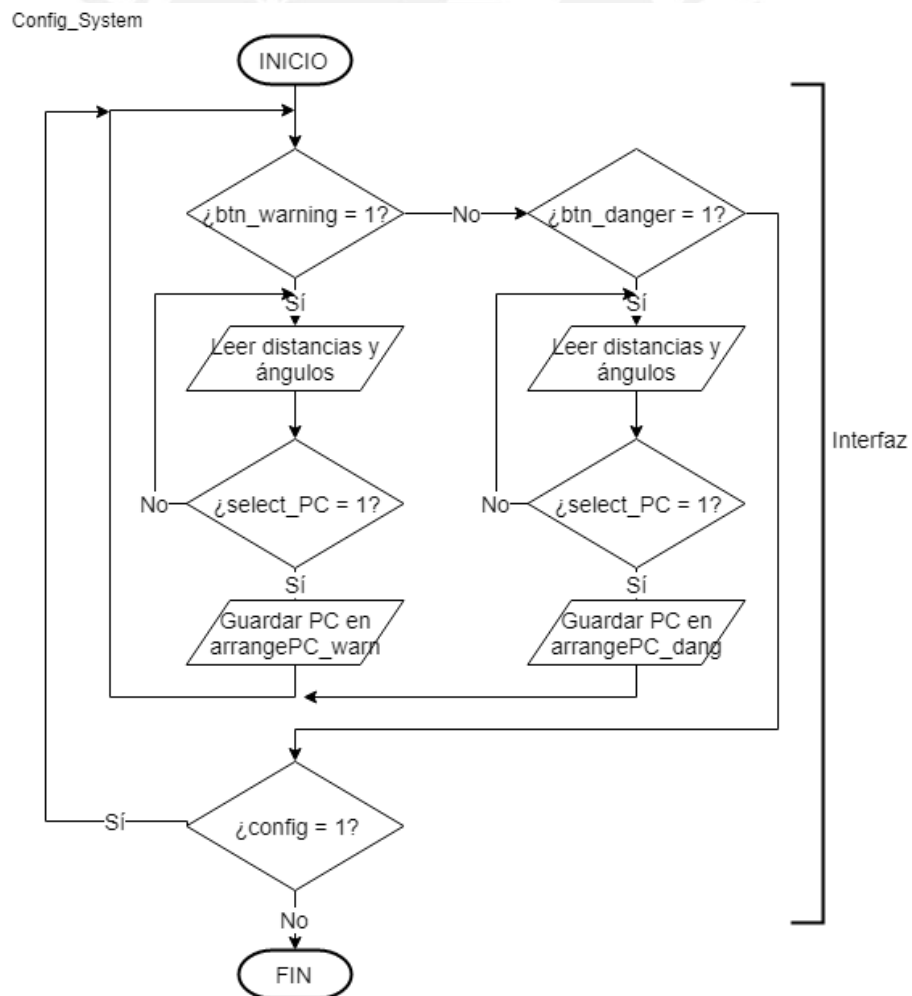 Config_System
INICIO
¿btn_warning = 1?
No
¿btn_danger = 1?
Sí
Sí
Leer distancias y
ángulos
Leer distancias y
ángulos
Interfaz
No
¿select_PC = 1?
No
¿select_PC = 1?
Sí
Sí
Guardar PC en
arrangePC_warn
Guardar PC en
arrangePC_dang
Sí
¿config = 1?
No
FIN